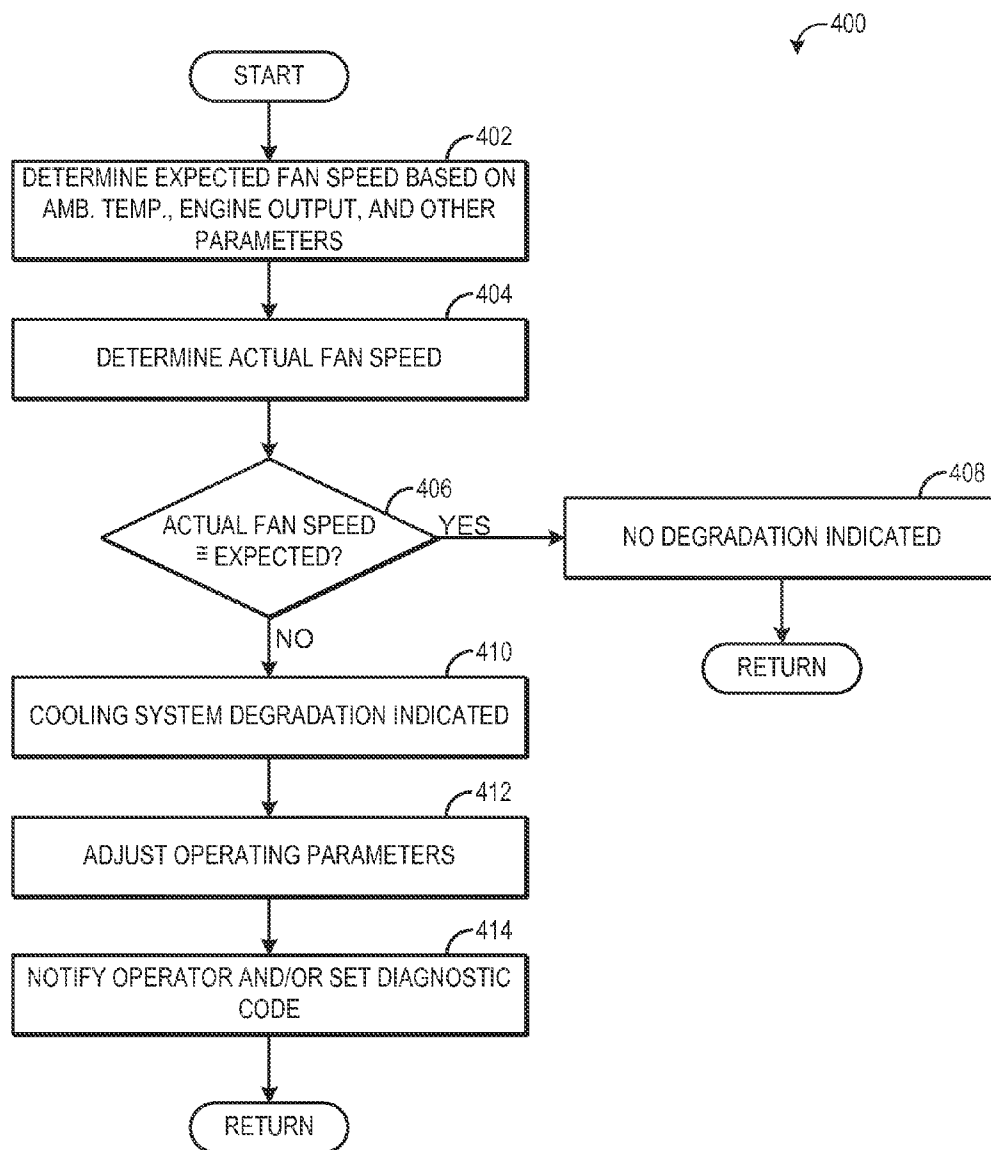 400
START
402
DETERMINE EXPECTED FAN SPEED BASED ON
AMB. TEMP., ENGINE OUTPUT, AND OTHER
PARAMETERS
404
DETERMINE ACTUAL FAN SPEED
406
ACTUAL FAN SPEED
≅ EXPECTED?
YES
408
NO DEGRADATION INDICATED
RETURN
NO
410
COOLING SYSTEM DEGRADATION INDICATED
412
ADJUST OPERATING PARAMETERS
414
NOTIFY OPERATOR AND/OR SET DIAGNOSTIC
CODE
RETURN